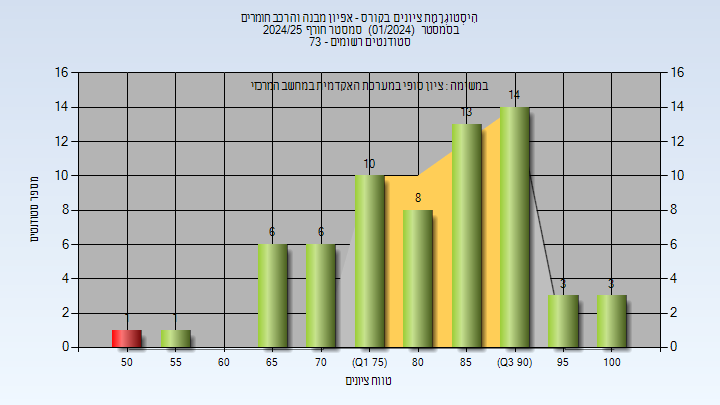 היסטוגרמת ציונים בקורס - אפיון מבנה והרכב חומרים
בסמסטר (01/2024) סמסטר חורף 2024/25
סטודנטים רשומים - 73
במשימה : ציון סופי במערכת האקדמית במחשב המרכזי
16 16
14 14
12 12
10 10
8 8
6 6
4 4
2 2
0 0
1 1 6 6 10 8 13 14 3 3
50 55 60 65 70 (Q1 75) 80 85 (Q3 90) 95 100
טווח ציונים
מספר סטודנטים